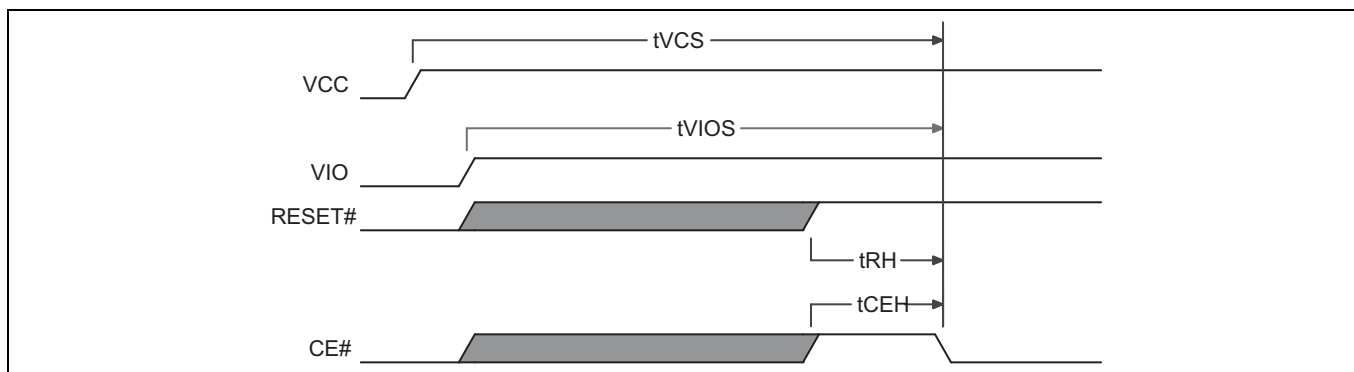 tVCS
VCC
tVIOS
VIO
RESET#
tRH
tCEH
CE#